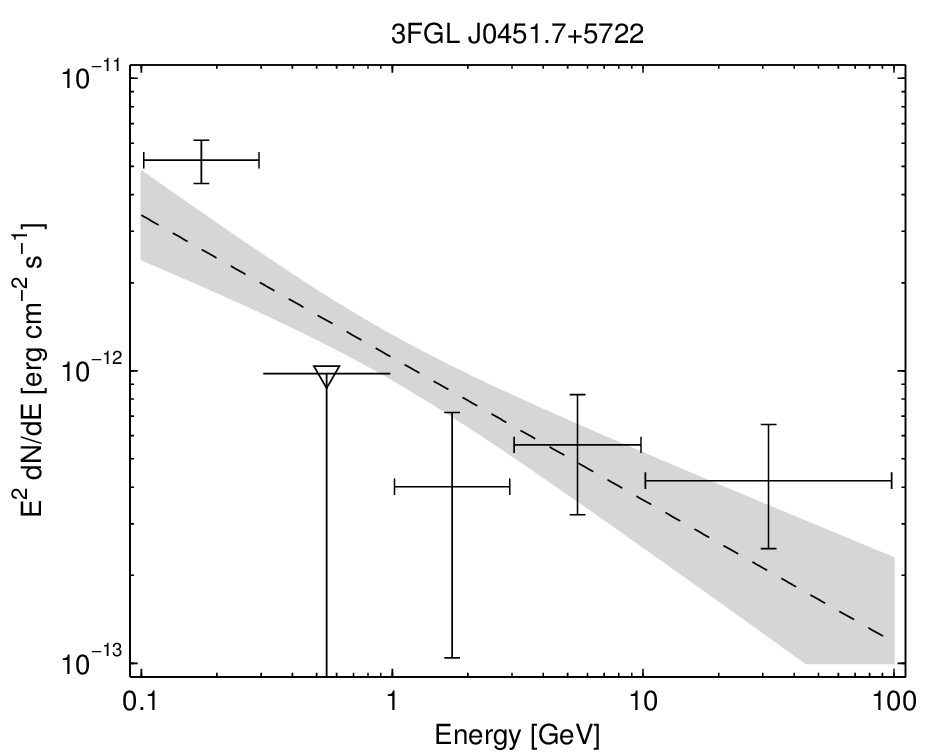 3FGL J0451.7+5722
10⁻¹¹
10⁻¹²
10⁻¹³
E² dN/dE [erg cm⁻² s⁻¹]
0.1 1 10 100
Energy [GeV]